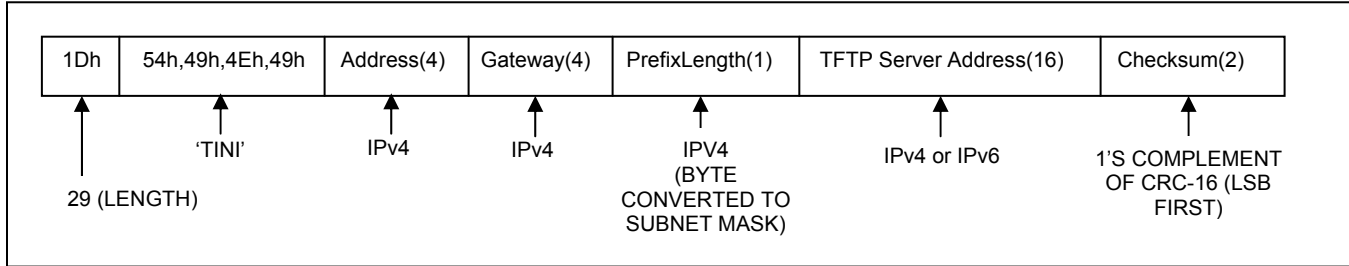 1Dh
54h,49h,4Eh,49h
Address(4)
Gateway(4)
PrefixLength(1)
TFTP Server Address(16)
Checksum(2)
29 (LENGTH)
‘TINI’
IPv4
IPv4
IPV4
(BYTE
CONVERTED TO
SUBNET MASK)
IPv4 or IPv6
1’S COMPLEMENT
OF CRC-16 (LSB
FIRST)